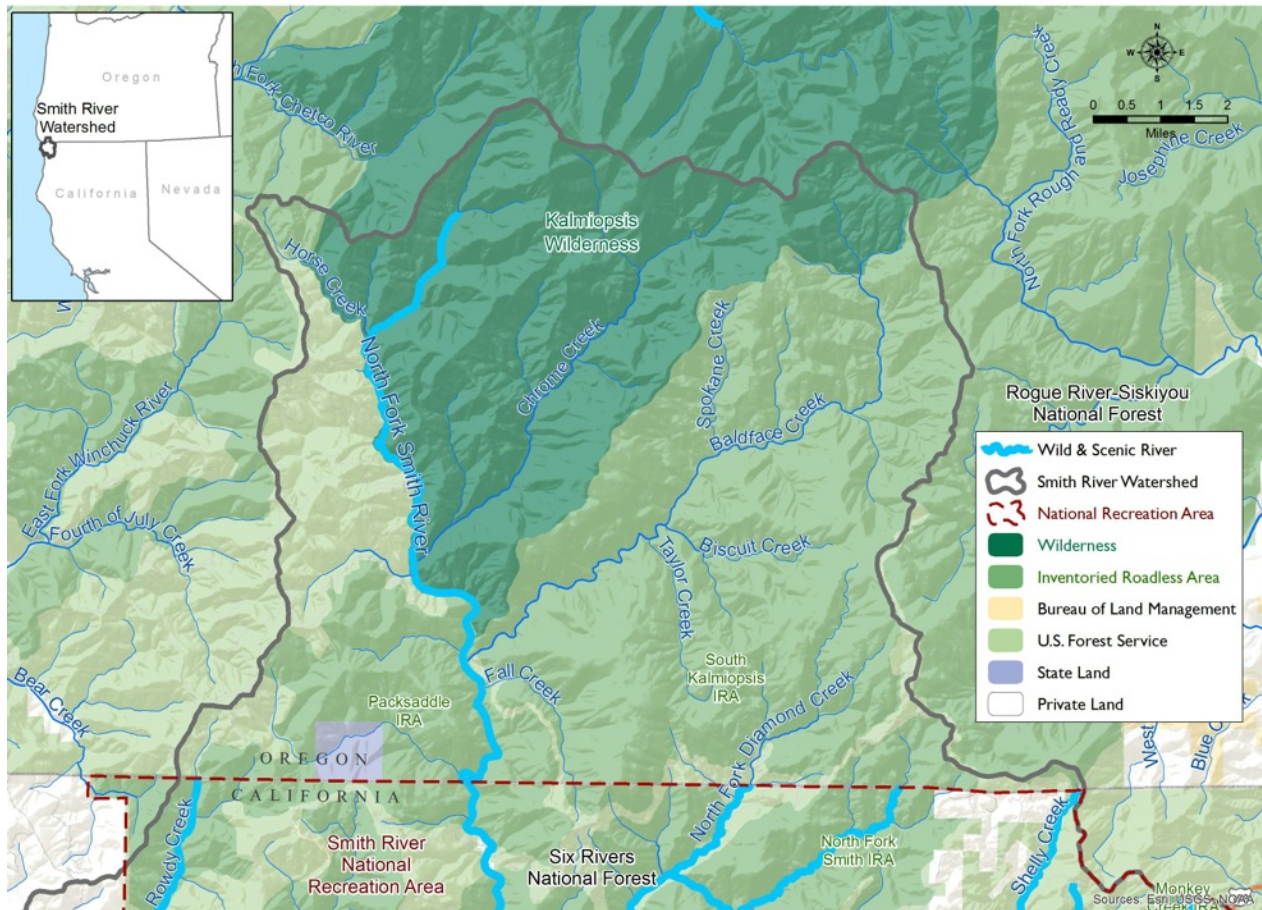 Oregon
Smith River
Watershed
California
Nevada
h Fork Chetco River
N
W
E
S
0 0.5 1 1.5 2
Miles
North Fork Rough and Ready Creek
Josephine Creek
Kalmiopsis
Wilderness
Horse Creek
North Fork Smith River
Chrome Creek
Spokane Creek
Baldface Creek
East Fork Winchuck River
Fourth of July Creek
Taylor Creek
Biscuit Creek
Rogue River-Siskiyou
National Forest
Wild & Scenic River
Smith River Watershed
National Recreation Area
Wilderness
Inventoried Roadless Area
Bureau of Land Management
U.S. Forest Service
State Land
Private Land
Bear Creek
Packsaddle
IRA
Fall Creek
South
Kalmiopsis
IRA
North Fork Diamond Creek
West
Blue Creek
OREGON
CALIFORNIA
Rowdy Creek
Smith River
National
Recreation Area
Six Rivers
National Forest
North Fork
Smith IRA
Shelly Creek
Monkey
Creek IRA
Sources: Esri, USGS, NOAA